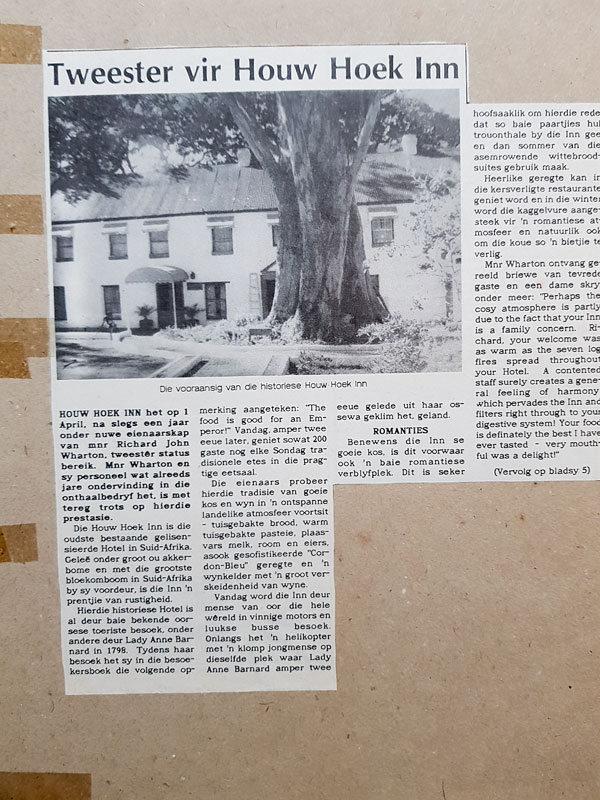 Tweester vir Houw Hoek Inn
Die vooraansig van die historiese Houw Hoek Inn
HOUW HOEK INN het op 1
April, na slegs een jaar
onder nuwe eienaarskap
van mnr Richard John
Wharton, tweester status
bereik. Mnr Wharton en
sy personeel wat alreeds
jare ondervinding in die
onthaalbedryf het, is met
tereg trots op hierdie
prestasie.
Die Houw Hoek Inn is die
oudste bestaande gelisen-
sieerde Hotel in Suid-Afrika.
Geleë onder groot ou akker-
bome en met die grootste
bloekomboom in Suid-Afrika
by sy voordeur, is die Inn 'n
prentjie van rustigheid.
Hierdie historiese Hotel is
al deur baie bekende oor-
sese toeriste besoek, onder
andere deur Lady Anne Bar-
nard in 1798. Tydens haar
besoek het sy in die besoe-
kersboek die volgende op-
merking aangeteken: "The
food is good for an Em-
peror!" Vandag, amper twee
eeue later, geniet sowat 200
gaste nog elke Sondag tra-
disionele etes in die prag-
tige eetsaal.
Die eienaars probeer
hierdie tradisie van goeie
kos en wyn in 'n ontspanne
landelike atmosfeer voortsit
- tuisgebakte brood, warm
tuisgebakte pasteie, plaas-
vars melk, room en eiers,
asook gesofistikeerde "Cor-
don-Bleu" geregte en 'n
wynkelder met 'n groot ver-
skeidenheid van wyne.
Vandag word die Inn deur
mense van oor die hele
wêreld in vinnige motors en
luukse busse besoek.
Onlangs het 'n helikopter
met 'n klomp jongmense op
dieselfde plek waar Lady
Anne Barnard amper twee
eeue gelede uit haar os-
sewa geklim het, geland.
ROMANTIES
Benewens die Inn se
goeie kos, is dit voorwaar
ook 'n baie romantiese
verblyfplek. Dit is seker
hoofsaaklik om hierdie rede
dat so baie paartjies hul
trouonthale by die Inn gee
en dan sommer van die
asemrowende wittebrood-
suites gebruik maak.
Heerlike geregte kan in
die kersverligte restaurante
geniet word en in die winter
word die kaggelvure aange-
steek vir 'n romantiese at-
mosfeer en natuurlik ook
om die koue so 'n bietjie te
verlig.
Mnr Wharton ontvang ge-
reeld briewe van tevrede
gaste en een dame skry
onder meer: "Perhaps the
cosy atmosphere is partly
due to the fact that your Inn
is a family concern. Ri-
chard, your welcome was
as warm as the seven log
fires spread throughout
your Hotel. A contented
staff surely creates a gene-
ral feeling of harmony
which pervades the Inn and
filters right through to your
digestive system! Your food
is definately the best I have
ever tasted - very mouth-
ful was a delight!"
(Vervolg op bladsy 5)